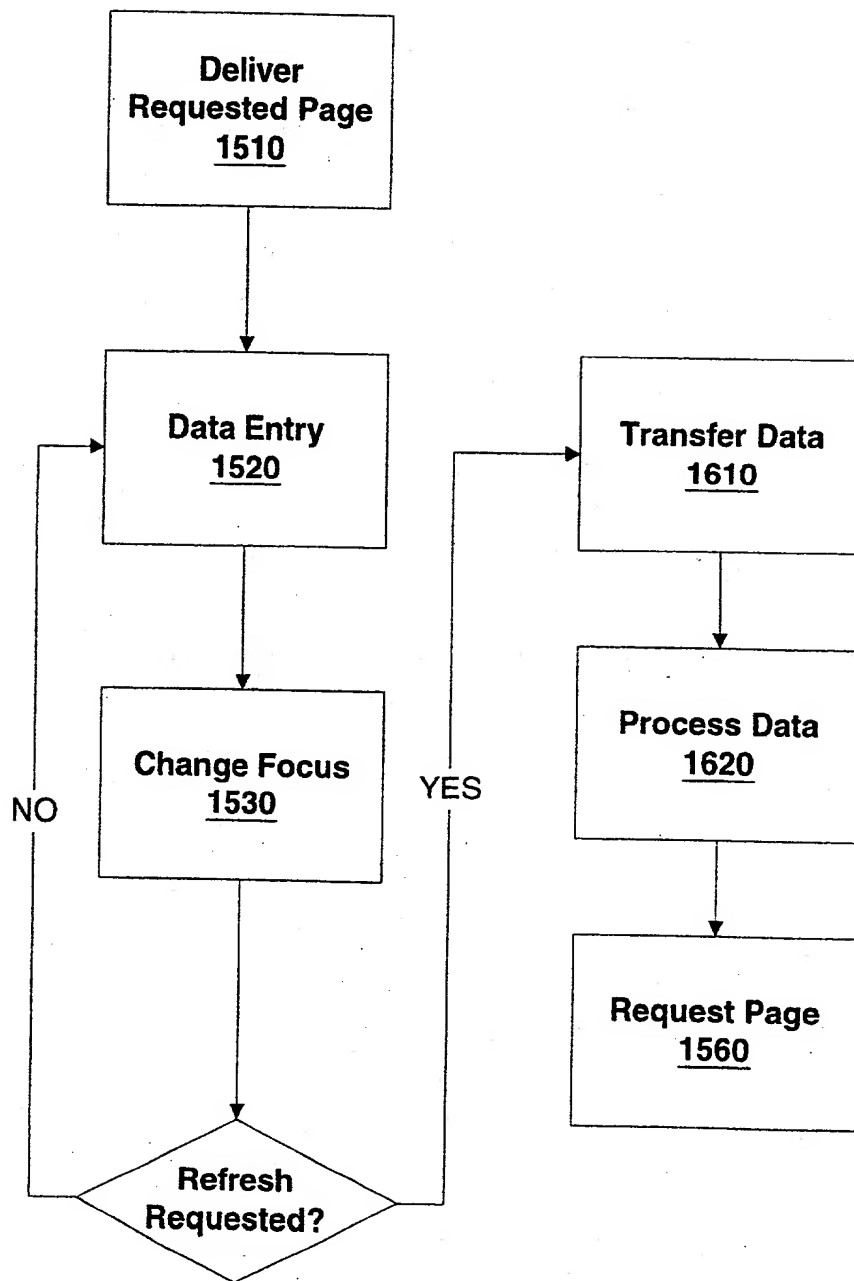 Deliver
Requested Page
1510
Data Entry
1520
Change Focus
1530
NO
Refresh
Requested?
YES
Transfer Data
1610
Process Data
1620
Request Page
1560